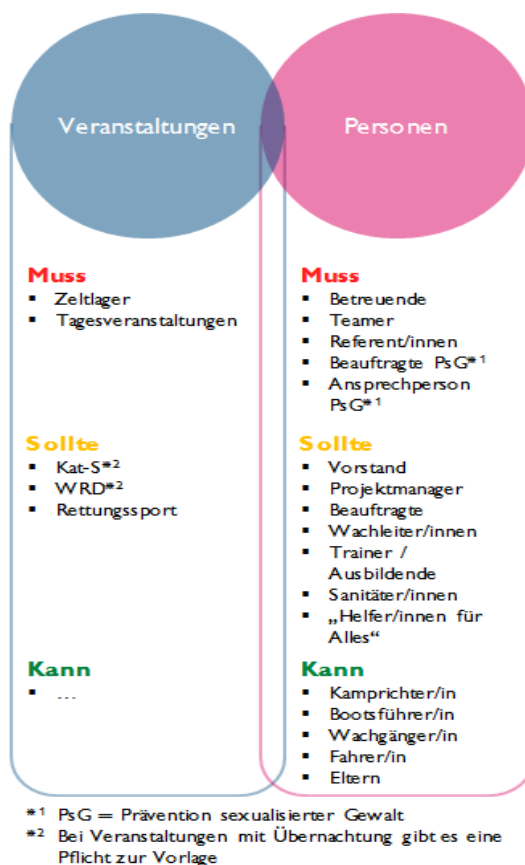 Veranstaltungen
Muss
▪ Zeltlager
▪ Tagesveranstaltungen
Sollte
▪ Kat-S*²
▪ WRD*²
▪ Rettungssport
Kann
▪ ...
Personen
Muss
▪ Betreuende
▪ Teamer
▪ Referent/innen
▪ Beauftragte PsG*¹
▪ Ansprechperson
PsG*¹
Sollte
▪ Vorstand
▪ Projektmanager
▪ Beauftragte
▪ Wachleiter/innen
▪ Trainer /
Ausbildende
▪ Sanitäter/innen
▪ „Helfer/innen für
Alles“
Kann
▪ Kamprichter/in
▪ Bootsführer/in
▪ Wachgänger/in
▪ Fahrer/in
▪ Eltern
*¹ PsG = Prävention sexualisierter Gewalt
*² Bei Veranstaltungen mit Übernachtung gibt es eine
Pflicht zur Vorlage